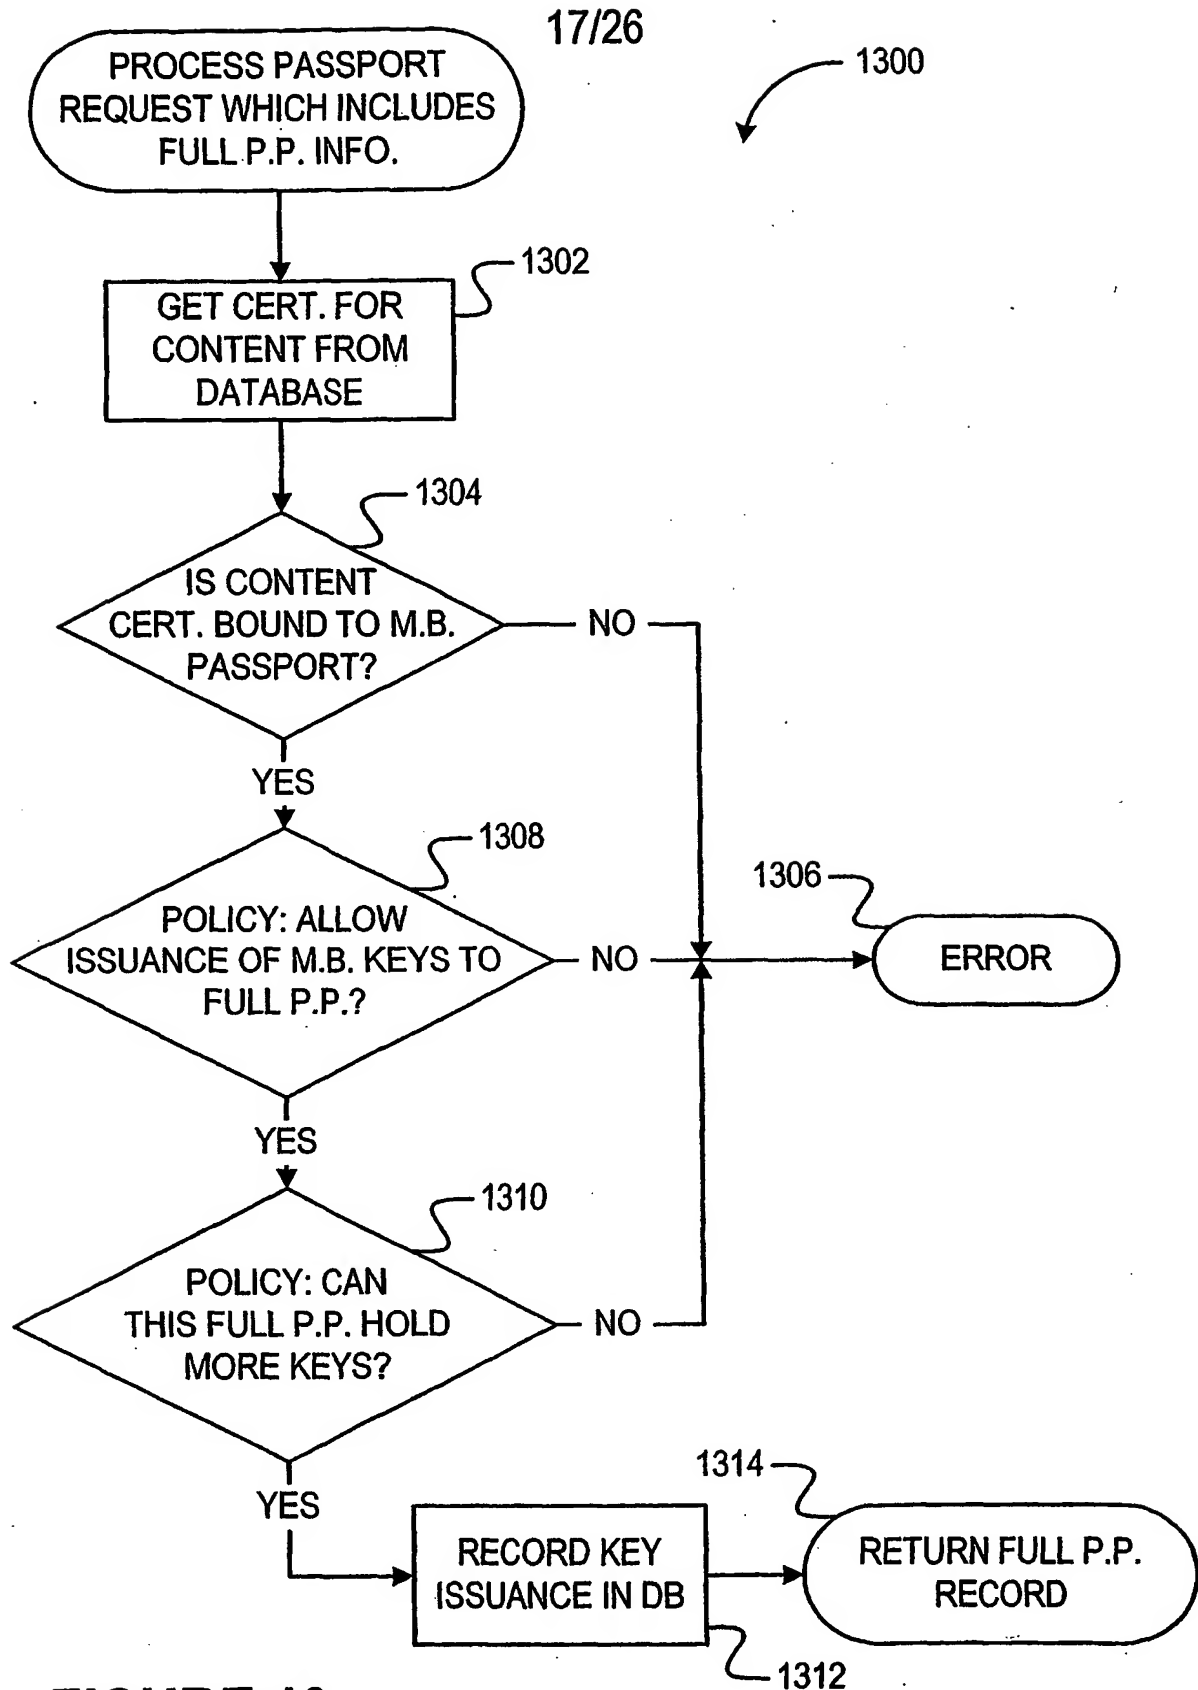 17/26
1300
PROCESS PASSPORT
REQUEST WHICH INCLUDES
FULL P.P. INFO.
1302
GET CERT. FOR
CONTENT FROM
DATABASE
1304
IS CONTENT
CERT. BOUND TO M.B.
PASSPORT?
NO
YES
1308
POLICY: ALLOW
ISSUANCE OF M.B. KEYS TO
FULL P.P.?
NO
1306
ERROR
YES
1310
POLICY: CAN
THIS FULL P.P. HOLD
MORE KEYS?
NO
YES
1314
RECORD KEY
ISSUANCE IN DB
RETURN FULL P.P.
RECORD
1312